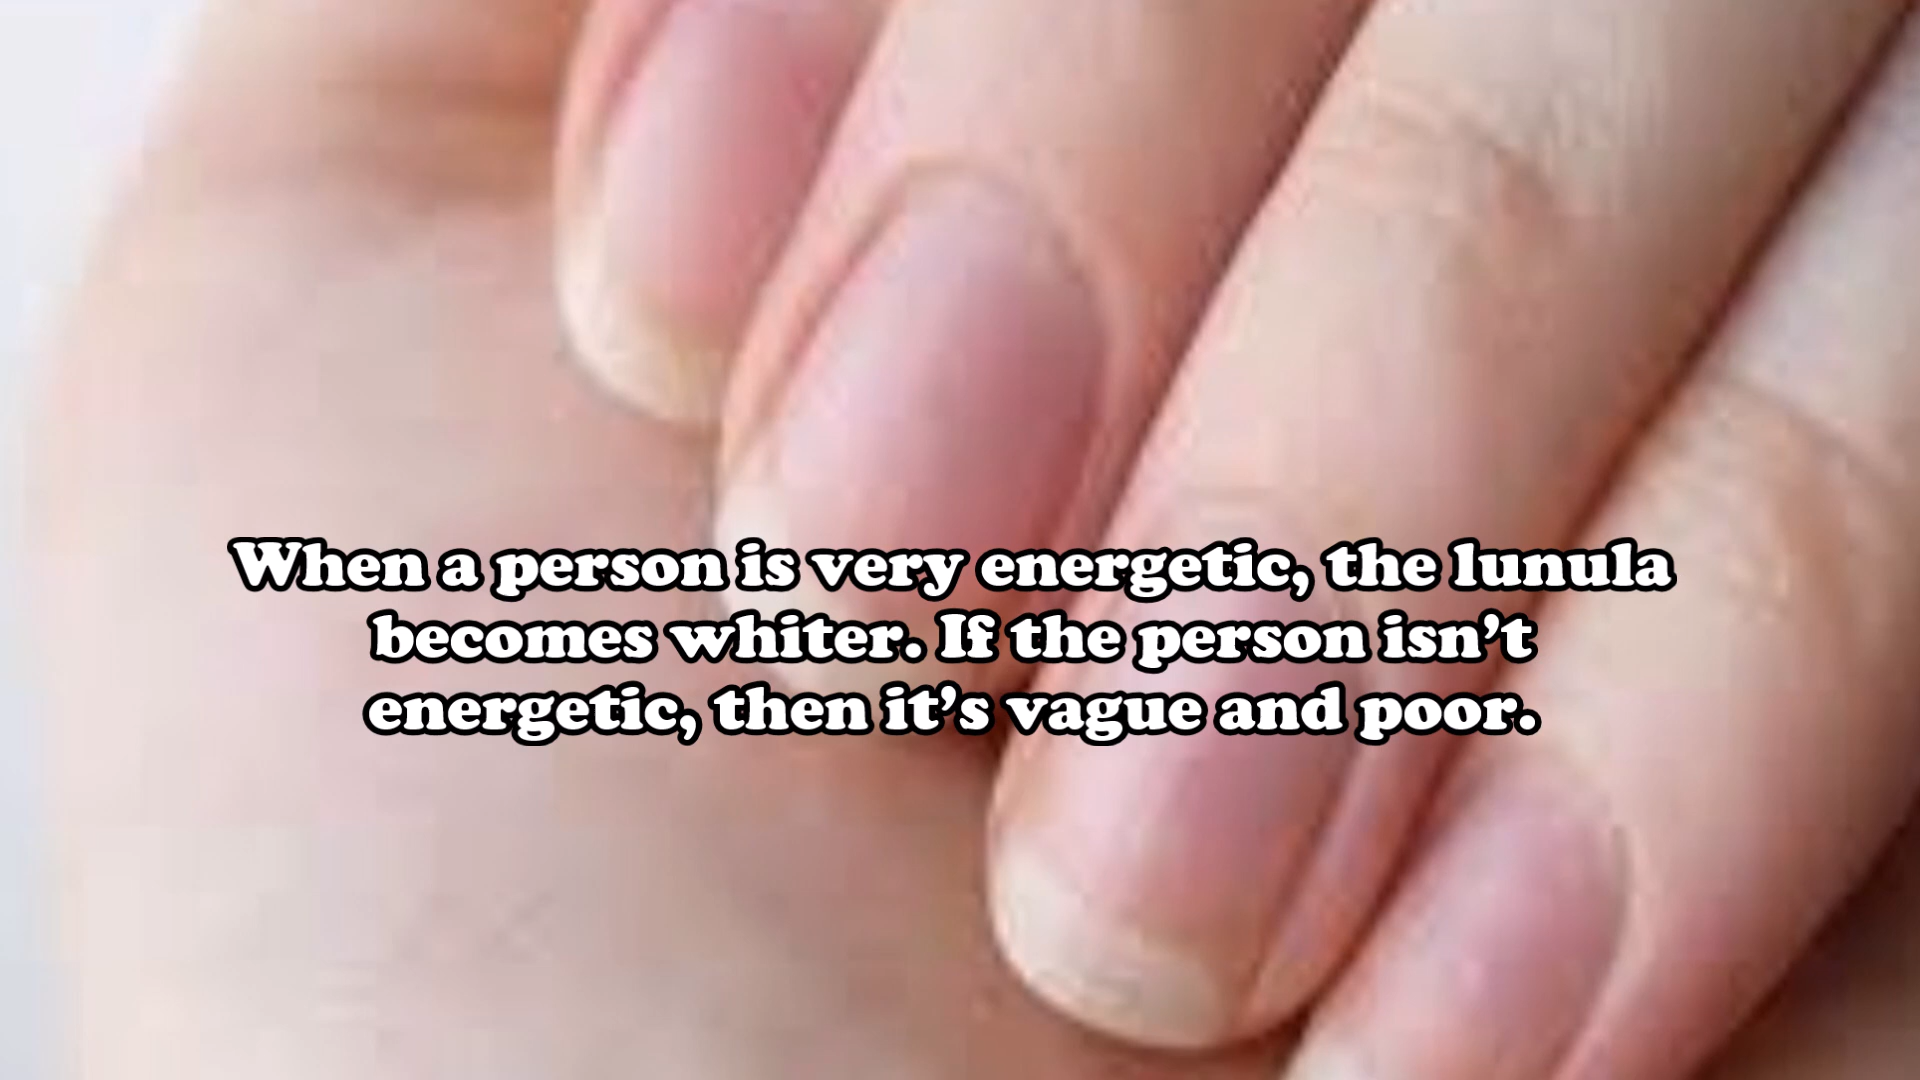 When a person is very energetic, the lunula
becomes whiter. If the person isn’t
energetic, then it’s vague and poor.